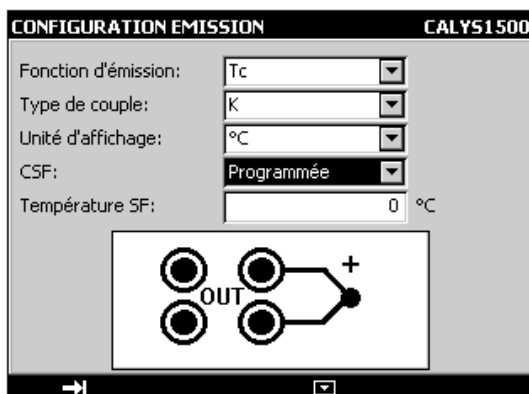 CONFIGURATION EMISSION CALYS1500
Fonction d'émission: Tc
Type de couple: K
Unité d'affichage: °C
CSF: Programmée
Température SF: 0 °C
+
OUT